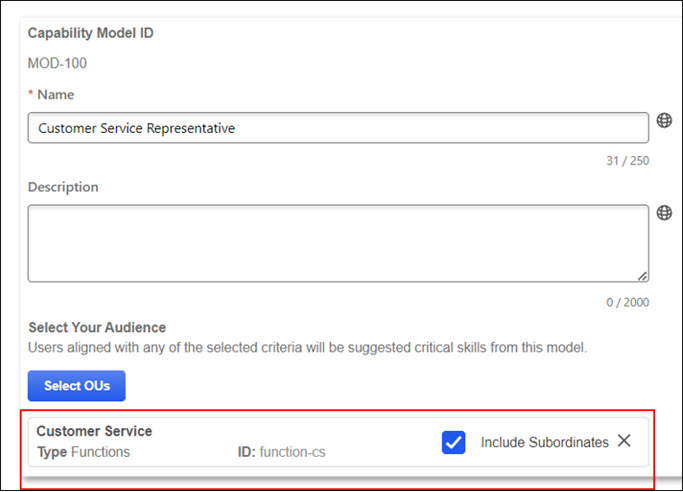 Capability Model ID
MOD-100
* Name
Customer Service Representative
31 / 250
Description
0 / 2000
Select Your Audience
Users aligned with any of the selected criteria will be suggested critical skills from this model.
Select OUs
Customer Service
Type Functions ID: function-cs Include Subordinates